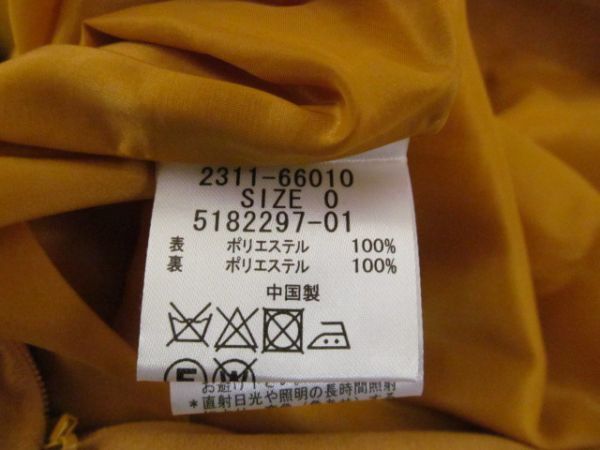 2311-66010
SIZE 0
5182297-01
表 ポリエステル 100%
裏 ポリエステル 100%
中国製
F W
*直射日光や照明の長時間照射